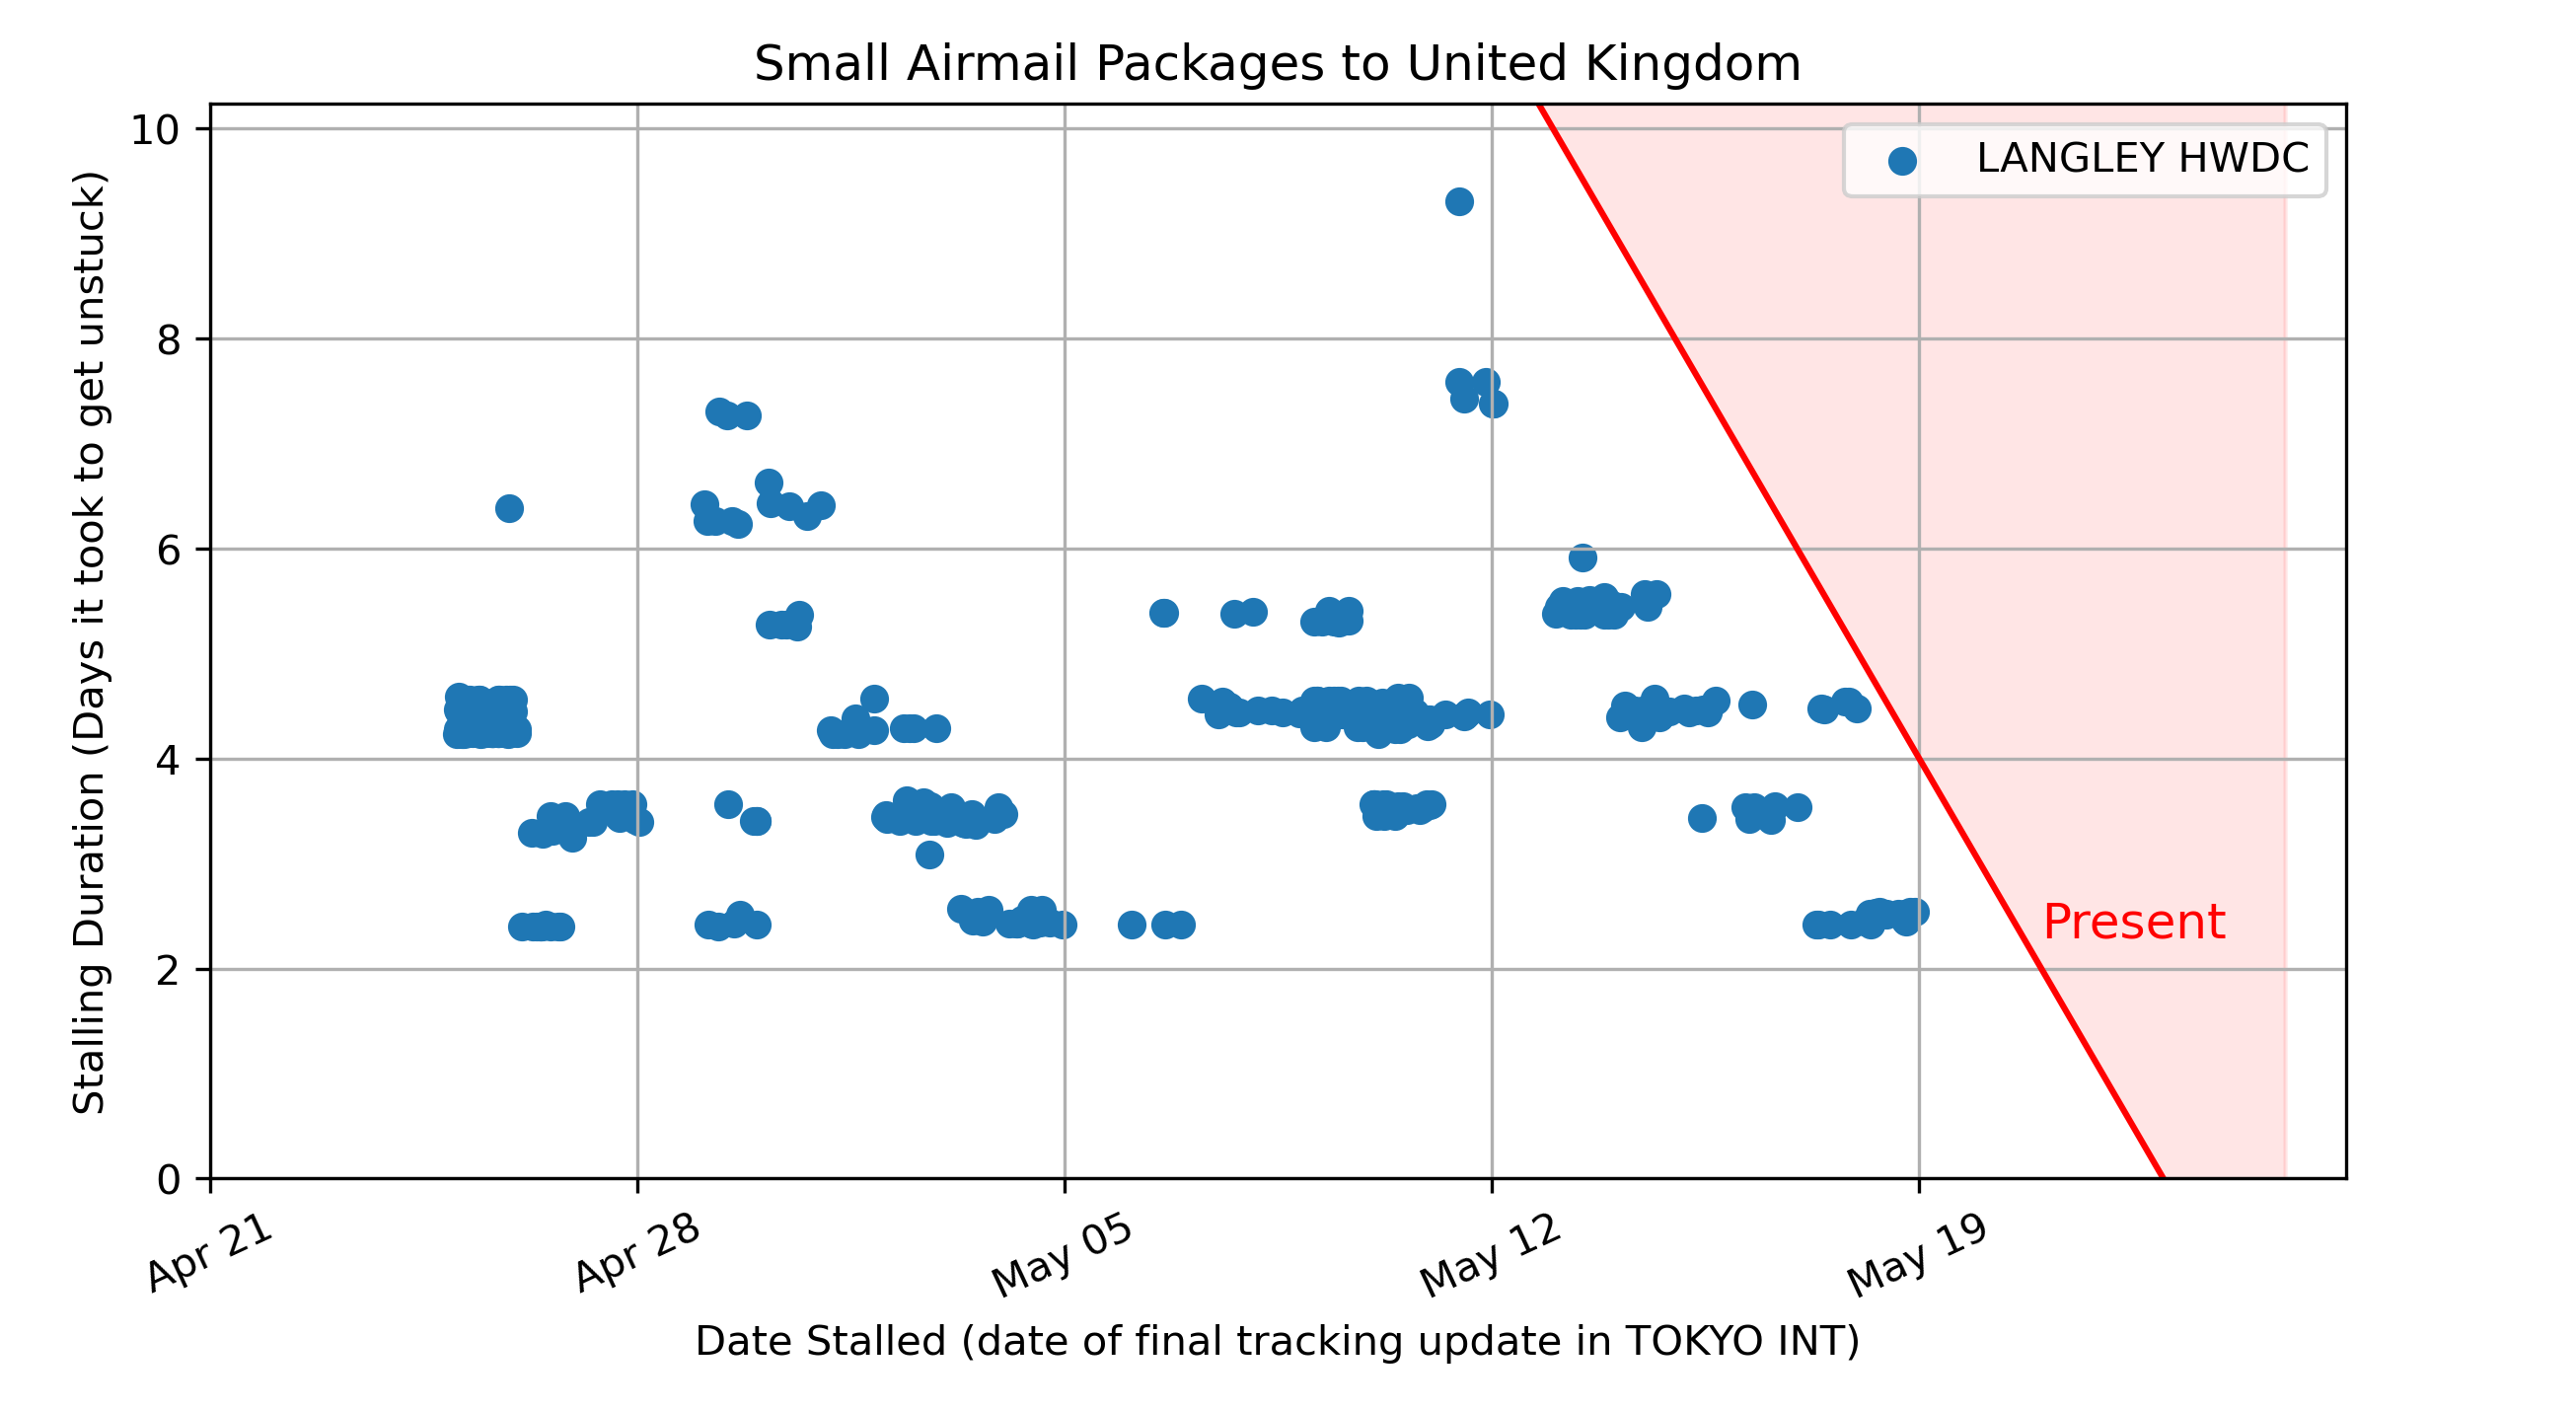 Small Airmail Packages to United Kingdom
Stalling Duration (Days it took to get unstuck)
10
8
6
4
2
0
LANGLEY HWDC
Present
Apr 21
Apr 28
May 05
May 12
May 19
Date Stalled (date of final tracking update in TOKYO INT)